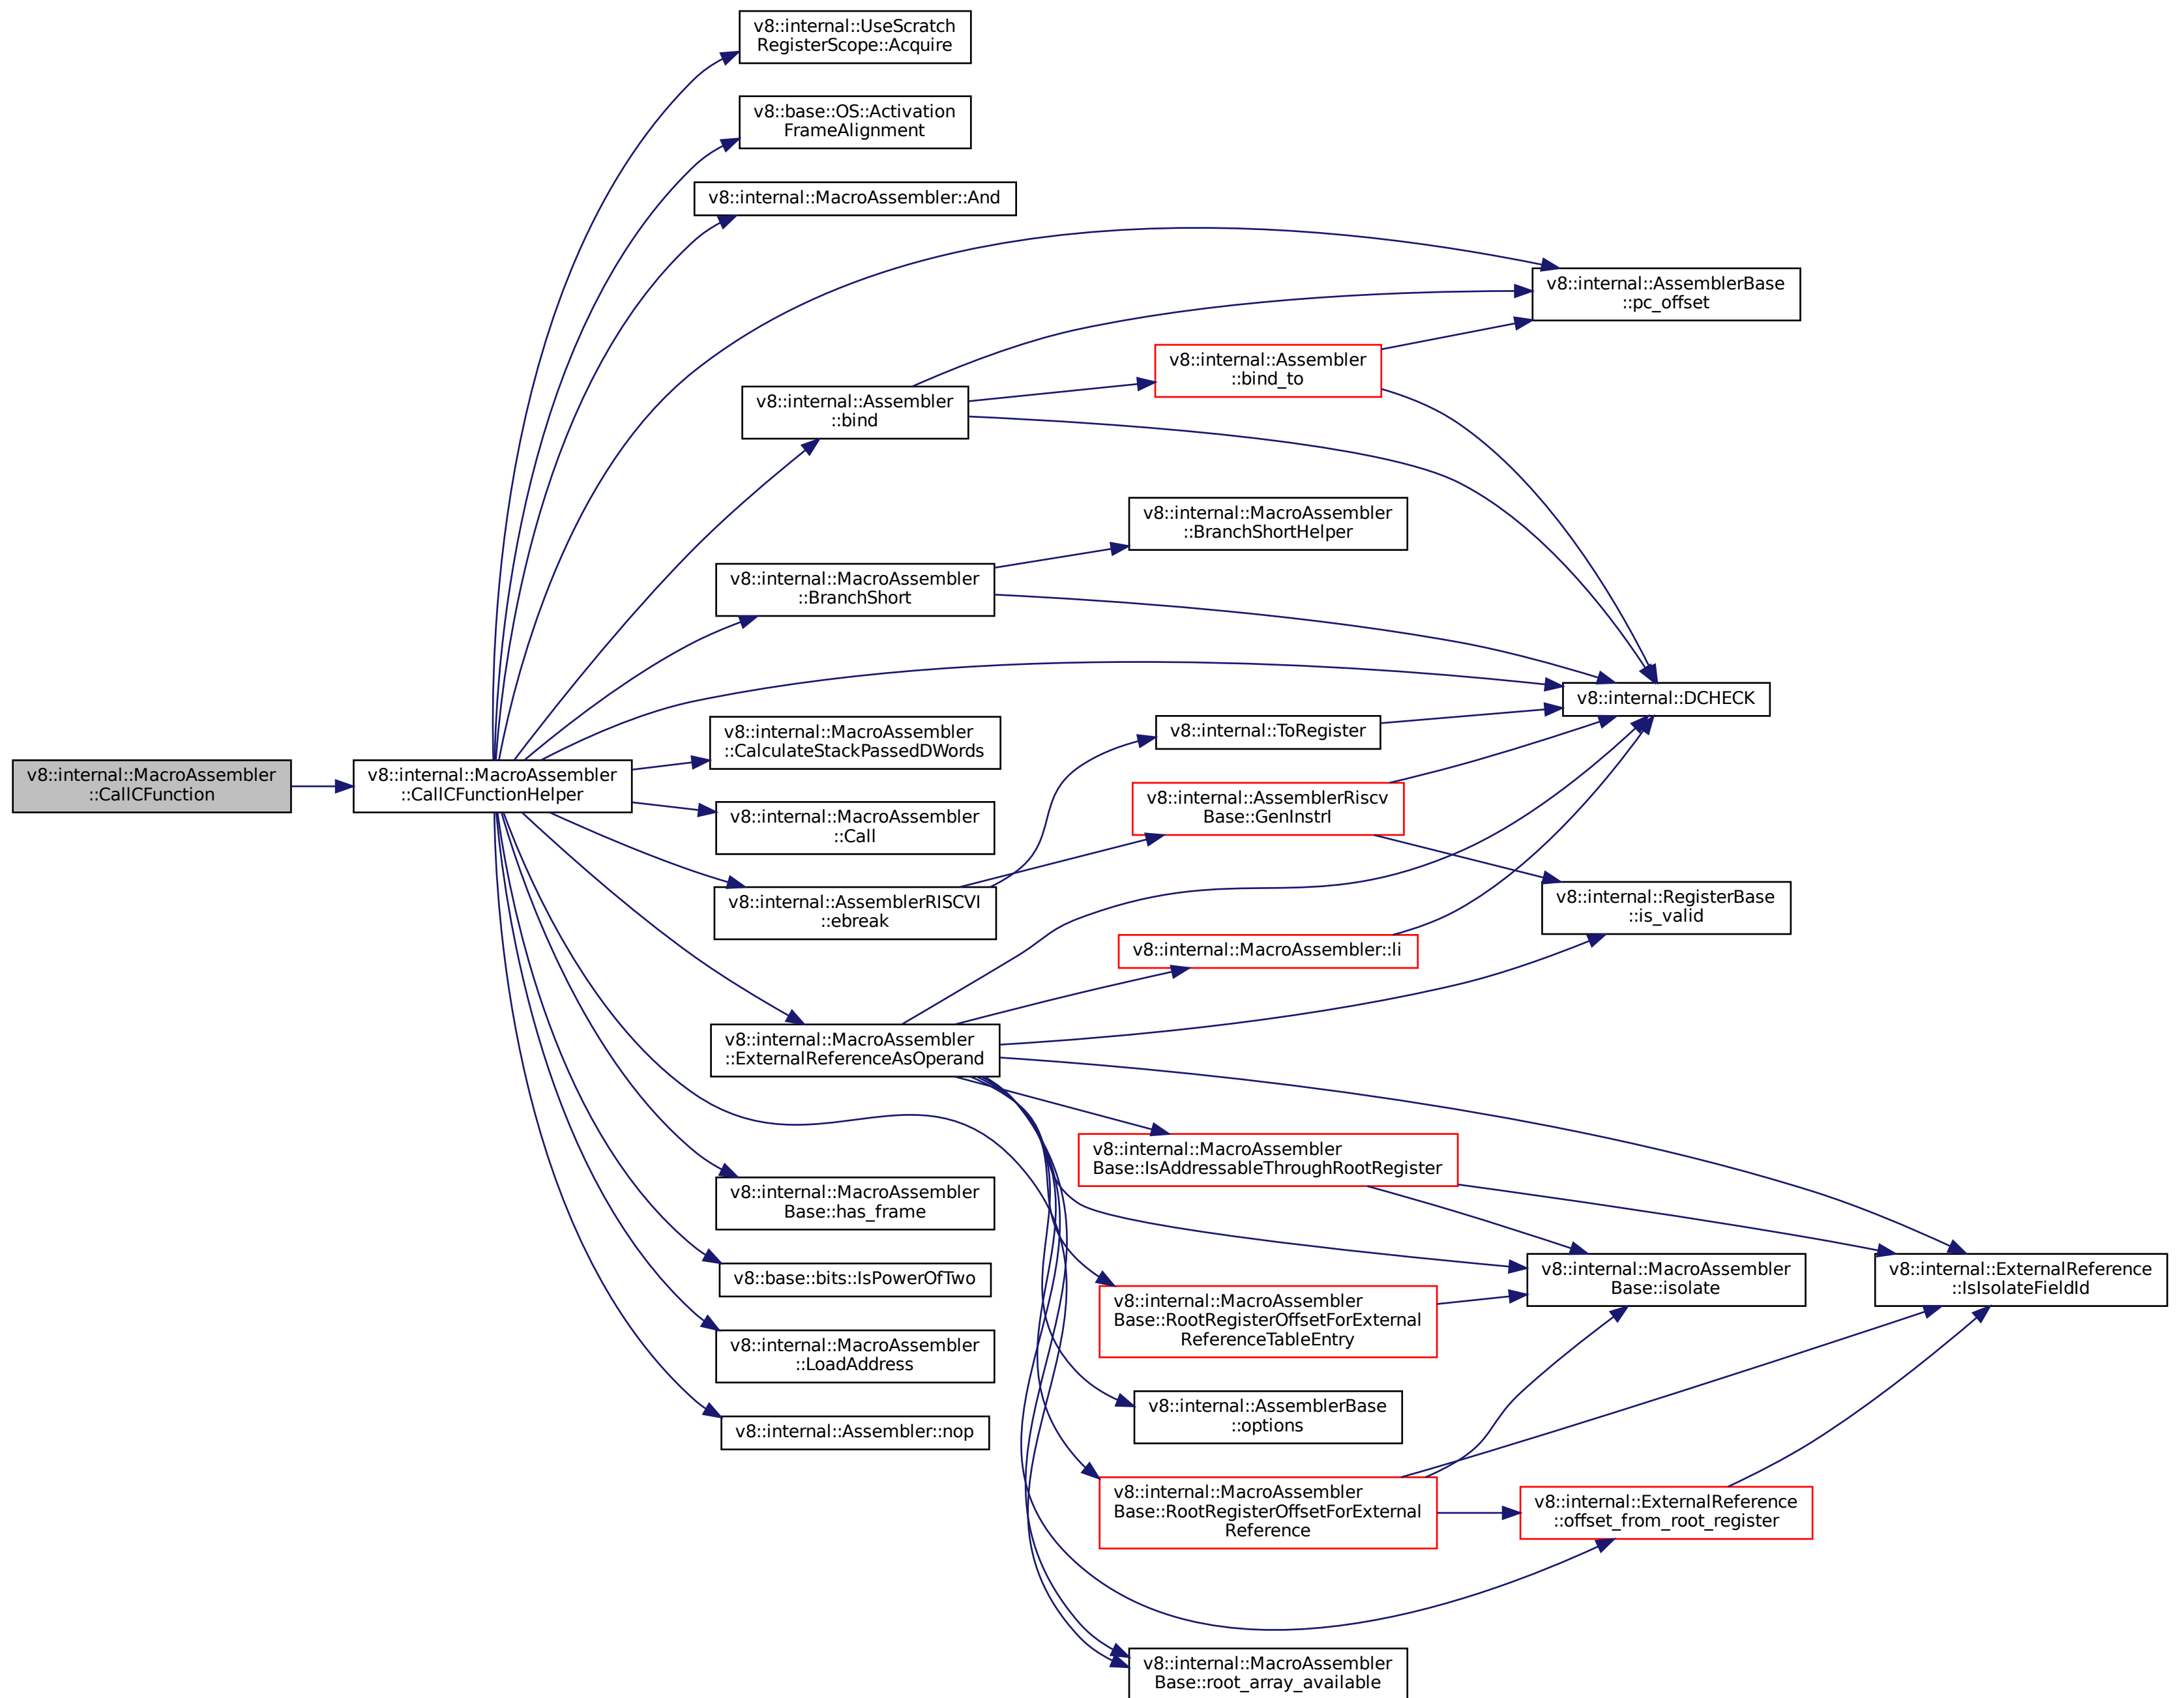 v8::internal::UseScratch
RegisterScope::Acquire
v8::base::OS::Activation
FrameAlignment
v8::internal::MacroAssembler::And
v8::internal::AssemblerBase
::pc_offset
v8::internal::Assembler
::bind_to
v8::internal::Assembler
::bind
v8::internal::MacroAssembler
::BranchShortHelper
v8::internal::MacroAssembler
::BranchShort
v8::internal::DCHECK
v8::internal::ToRegister
v8::internal::MacroAssembler
::CalculateStackPassedDWords
v8::internal::MacroAssembler
::CallCFunction
v8::internal::MacroAssembler
::CallCFunctionHelper
v8::internal::AssemblerRiscv
Base::GenInstrI
v8::internal::MacroAssembler
::Call
v8::internal::AssemblerRISCVI
::ebreak
v8::internal::RegisterBase
::is_valid
v8::internal::MacroAssembler::li
v8::internal::MacroAssembler
::ExternalReferenceAsOperand
v8::internal::MacroAssembler
Base::IsAddressableThroughRootRegister
v8::internal::MacroAssembler
Base::has_frame
v8::internal::MacroAssembler
Base::isolate
v8::internal::ExternalReference
::IsIsolateFieldId
v8::base::bits::IsPowerOfTwo
v8::internal::MacroAssembler
Base::RootRegisterOffsetForExternal
ReferenceTableEntry
v8::internal::MacroAssembler
::LoadAddress
v8::internal::AssemblerBase
::options
v8::internal::Assembler::nop
v8::internal::MacroAssembler
Base::RootRegisterOffsetForExternal
Reference
v8::internal::ExternalReference
::offset_from_root_register
v8::internal::MacroAssembler
Base::root_array_available